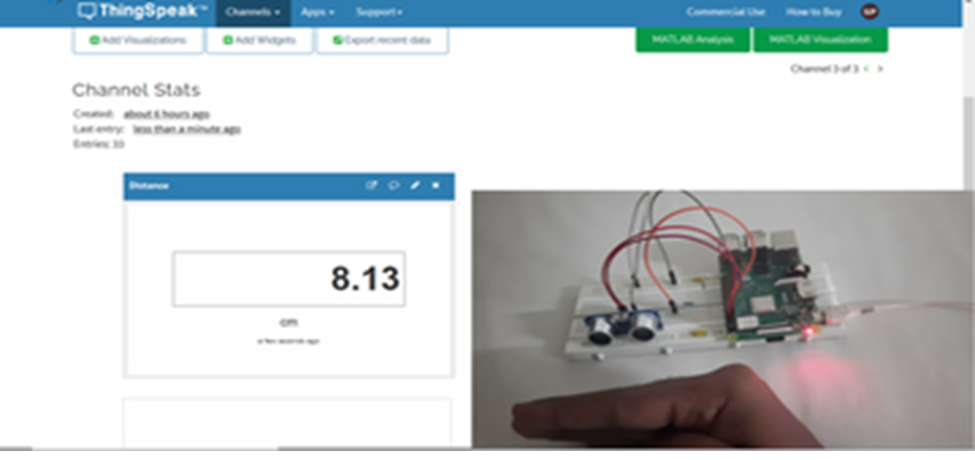 ThingSpeak™ Channels Apps Support Commercial Use How to Buy
Add Visualizations Add Widgets Export recent data MATLAB Analysis MATLAB Visualization
Channel 3 of 3 < >
Channel Stats
Created: about 6 hours ago
Last entry: less than a minute ago
Entries: 33
Distance
8.13
cm
a few seconds ago